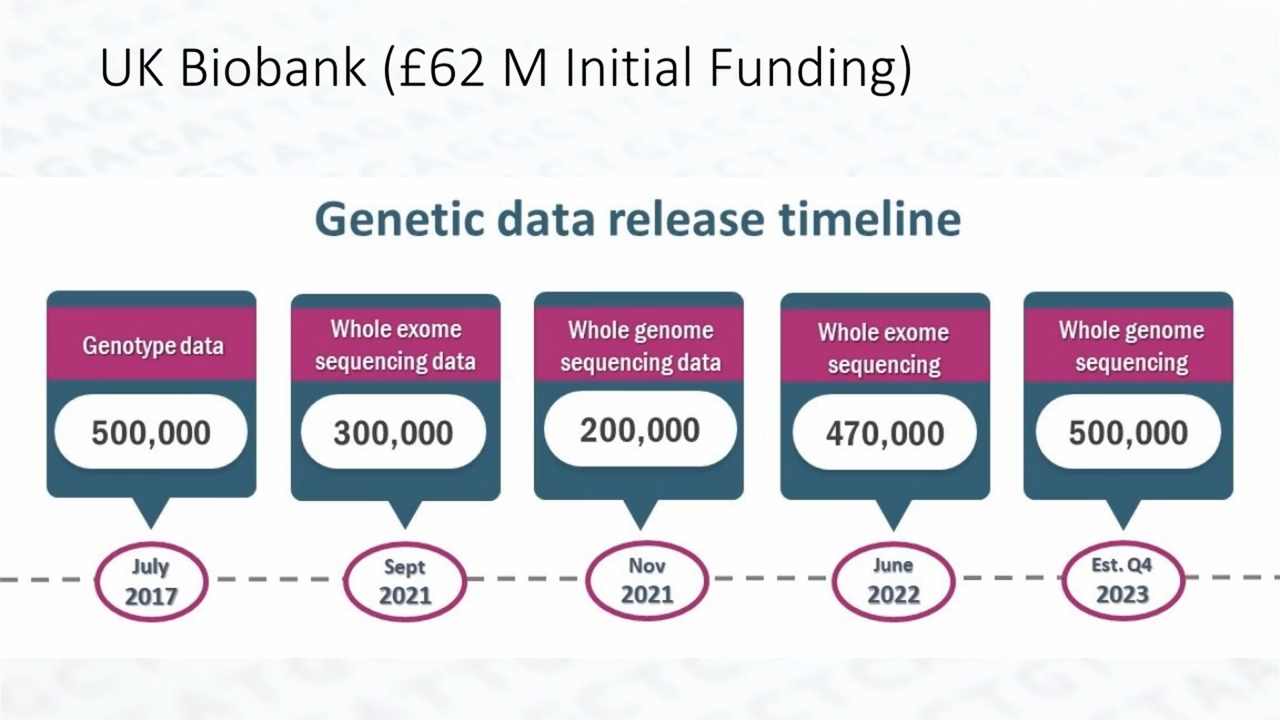 UK Biobank (£62 M Initial Funding)
Genetic data release timeline
Genotype data
500,000
July
2017
Whole exome
sequencing data
300,000
Sept
2021
Whole genome
sequencing data
200,000
Nov
2021
Whole exome
sequencing
470,000
June
2022
Whole genome
sequencing
500,000
Est. Q4
2023